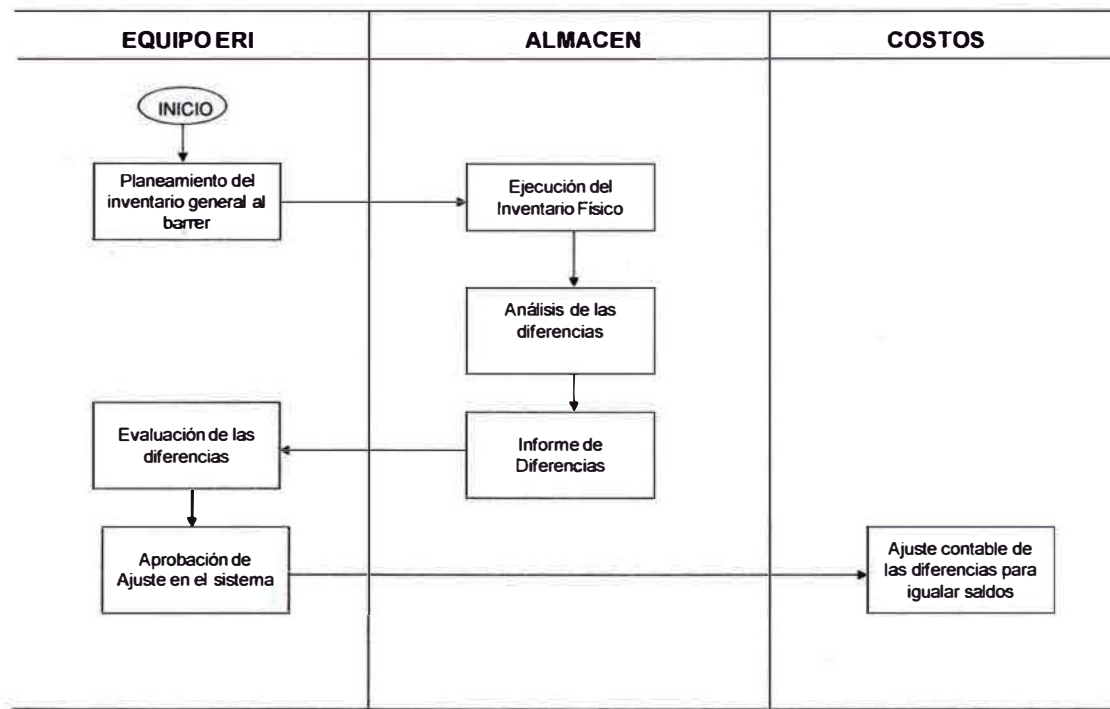 EQUIPO ERI
ALMACEN
COSTOS
INICIO
Planeamiento del
inventario general al
barrer
Ejecución del
Inventario Físico
Análisis de las
diferencias
Informe de
Diferencias
Evaluación de las
diferencias
Aprobación de
Ajuste en el sistema
Ajuste contable de
las diferencias para
igualar saldos